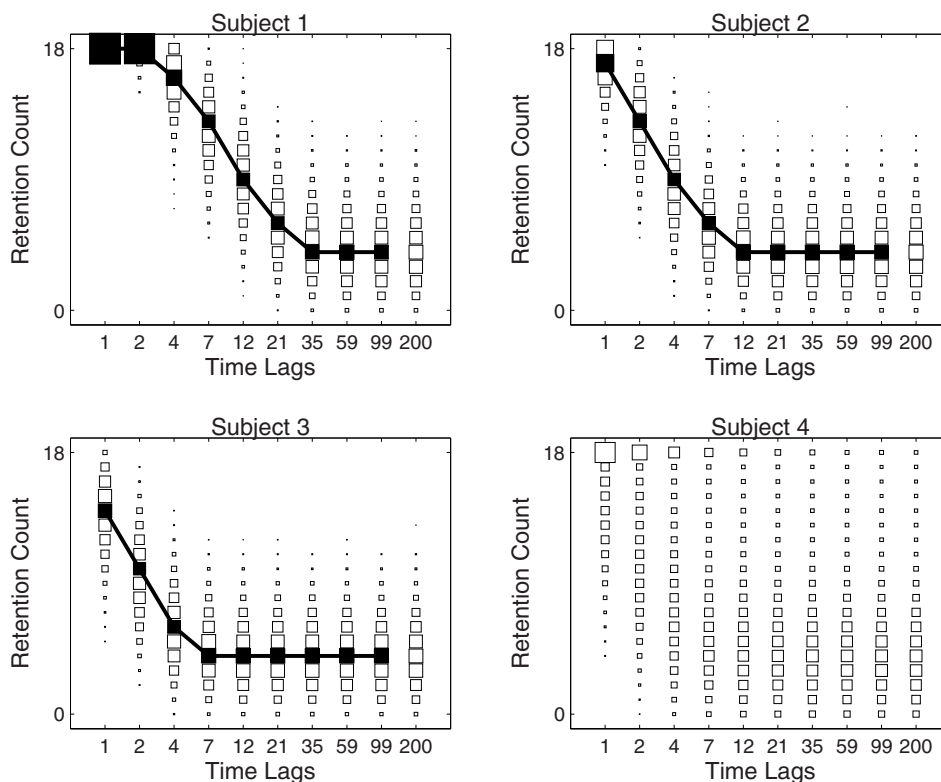 Subject 1
18
Retention Count
0
1 2 4 7 12 21 35 59 99 200
Time Lags
Subject 2
18
Retention Count
0
1 2 4 7 12 21 35 59 99 200
Time Lags
Subject 3
18
Retention Count
0
1 2 4 7 12 21 35 59 99 200
Time Lags
Subject 4
18
Retention Count
0
1 2 4 7 12 21 35 59 99 200
Time Lags